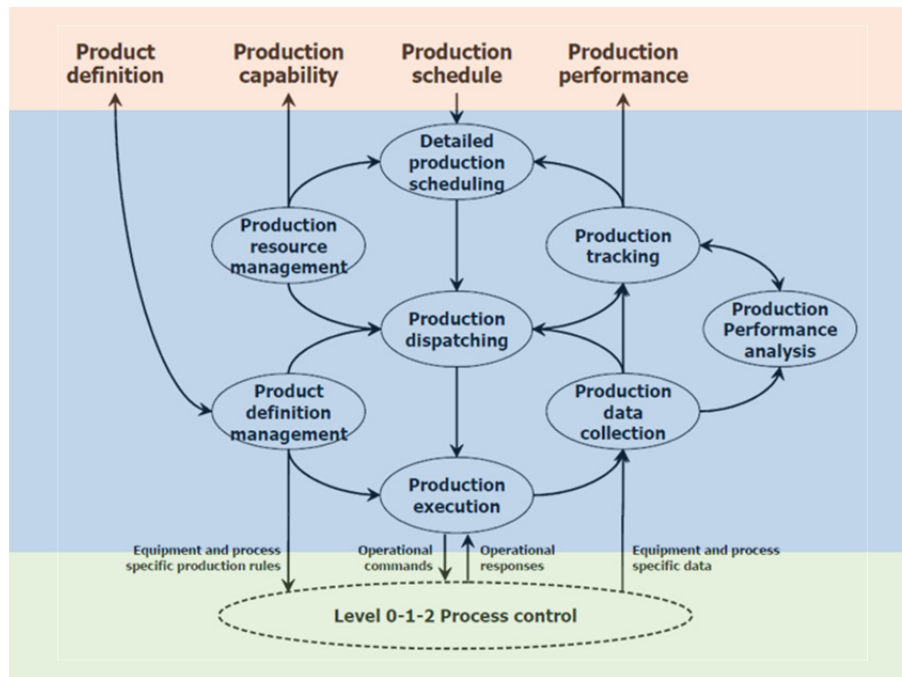 Product
definition
Production
capability
Production
schedule
Production
performance
Detailed
production
scheduling
Production
resource
management
Production
tracking
Production
dispatching
Production
Performance
analysis
Product
definition
management
Production
data
collection
Production
execution
Equipment and process
specific production rules
Operational
commands
Operational
responses
Equipment and process
specific data
Level 0-1-2 Process control